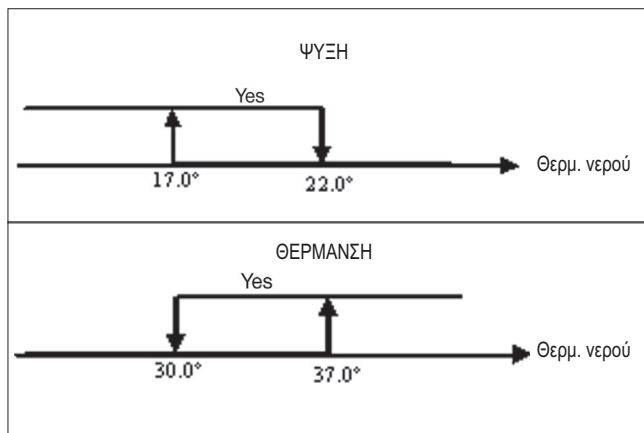 ΨΥΞΗ
Yes
Θερμ. νερού
17.0° 22.0°
ΘΕΡΜΑΝΣΗ
Yes
Θερμ. νερού
30.0° 37.0°